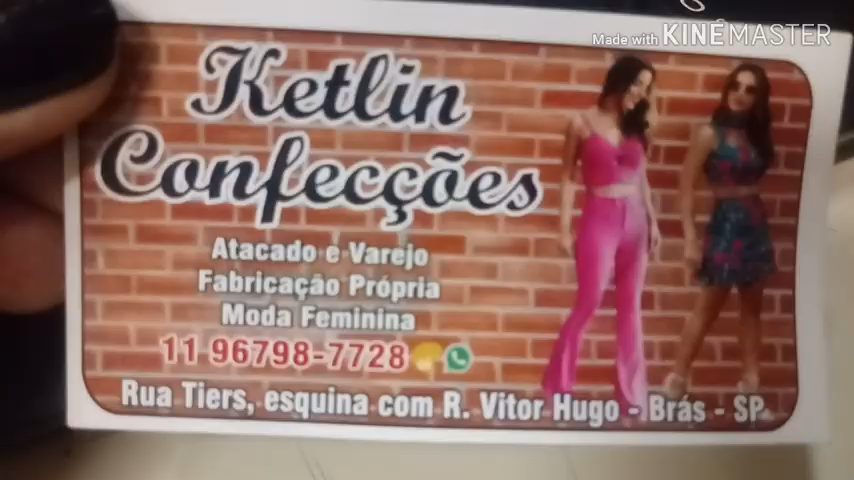 Made with KINEMASTER
Ketlin
Confecções
Atacado e Varejo
Fabricação Própria
Moda Feminina
11 96798-7728
Rua Tiers, esquina com R. Vitor Hugo - Brás - SP